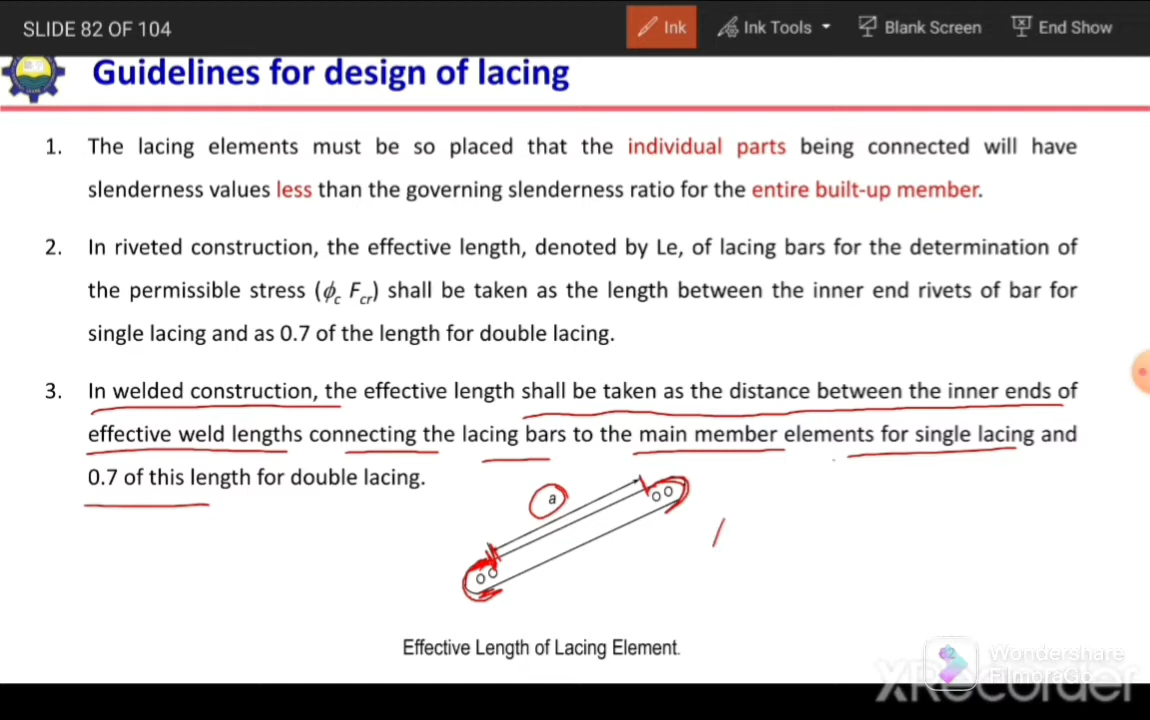 SLIDE 82 OF 104
Ink
Ink Tools
Blank Screen
End Show
Guidelines for design of lacing
1. The lacing elements must be so placed that the individual parts being connected will have
slenderness values less than the governing slenderness ratio for the entire built-up member.
2. In riveted construction, the effective length, denoted by Le, of lacing bars for the determination of
the permissible stress (ϕc Fcr) shall be taken as the length between the inner end rivets of bar for
single lacing and as 0.7 of the length for double lacing.
3. In welded construction, the effective length shall be taken as the distance between the inner ends of
effective weld lengths connecting the lacing bars to the main member elements for single lacing and
0.7 of this length for double lacing.
a
Effective Length of Lacing Element.
Wondershare
FilmoraGo
XRecorder